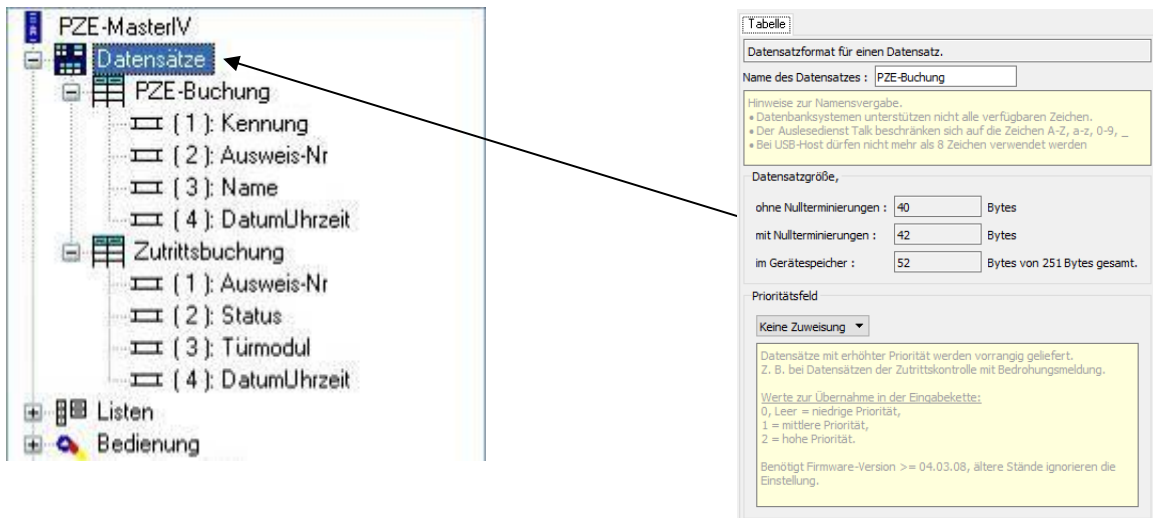 PZE-MasterIV
Datensätze
PZE-Buchung
( 1 ): Kennung
( 2 ): Ausweis-Nr
( 3 ): Name
( 4 ): DatumUhrzeit
Zutrittsbuchung
( 1 ): Ausweis-Nr
( 2 ): Status
( 3 ): Türmodul
( 4 ): DatumUhrzeit
Listen
Bedienung
Tabelle
Datensatzformat für einen Datensatz.
Name des Datensatzes : PZE-Buchung
Hinweise zur Namensvergabe.
• Datenbanksystemen unterstützen nicht alle verfügbaren Zeichen.
• Der Auslesedienst Talk beschränken sich auf die Zeichen A-Z, a-z, 0-9, _
• Bei USB-Host dürfen nicht mehr als 8 Zeichen verwendet werden
Datensatzgröße,
ohne Nullterminierungen : 40 Bytes
mit Nullterminierungen : 42 Bytes
im Gerätespeicher : 52 Bytes von 251 Bytes gesamt.
Prioritätsfeld
Keine Zuweisung
Datensätze mit erhöhter Priorität werden vorrangig geliefert.
Z. B. bei Datensätzen der Zutrittskontrolle mit Bedrohungsmeldung.
Werte zur Übernahme in der Eingabekette:
0, Leer = niedrige Priorität,
1 = mittlere Priorität,
2 = hohe Priorität.
Benötigt Firmware-Version >= 04.03.08, ältere Stände ignorieren die
Einstellung.